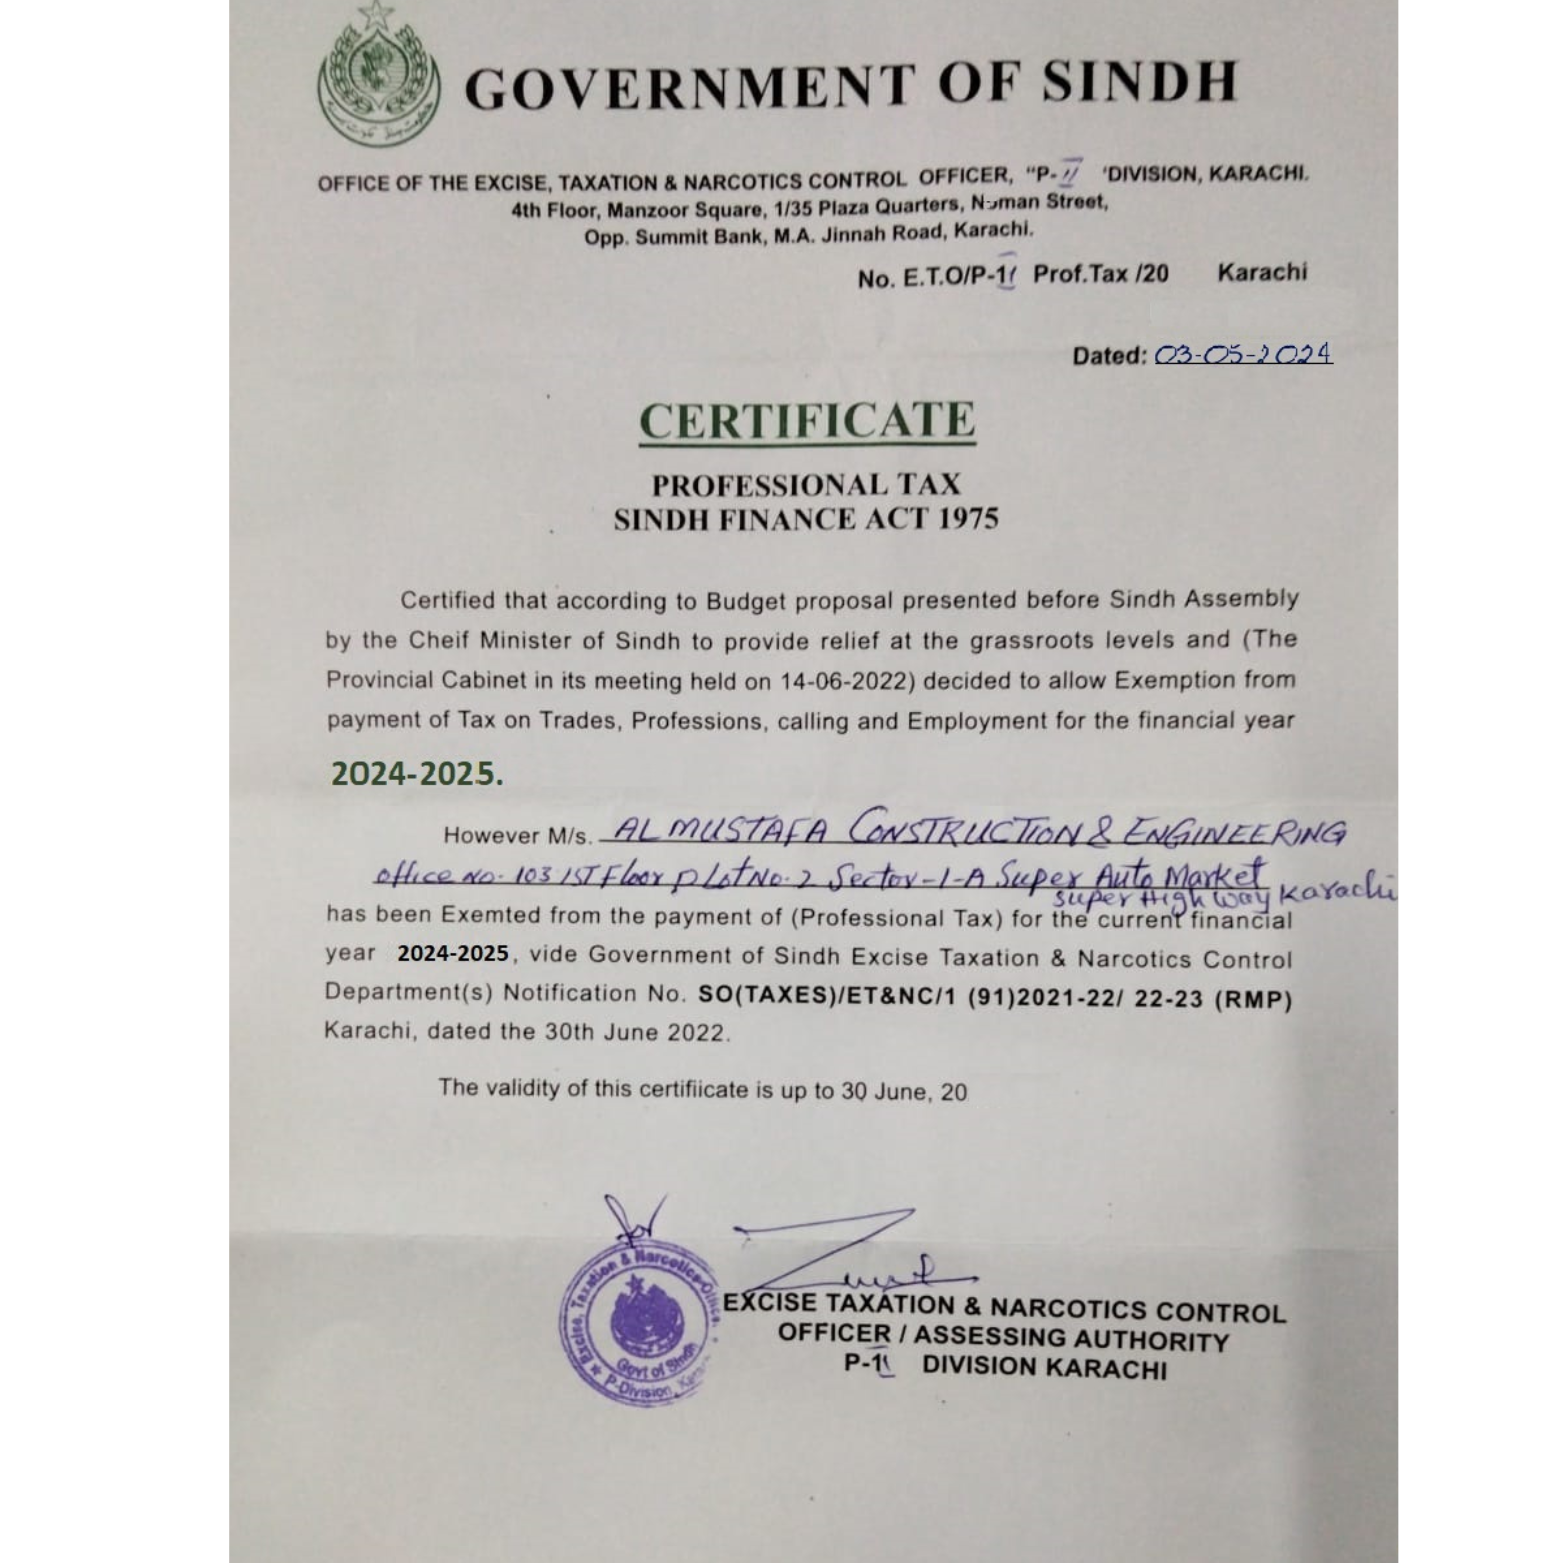 GOVERNMENT OF SINDH
OFFICE OF THE EXCISE, TAXATION & NARCOTICS CONTROL OFFICER, "P-II 'DIVISION, KARACHI.
4th Floor, Manzoor Square, 1/35 Plaza Quarters, Noman Street,
Opp. Summit Bank, M.A. Jinnah Road, Karachi.
No. E.T.O/P-11 Prof.Tax /20 Karachi
Dated: 03-05-2024
CERTIFICATE
PROFESSIONAL TAX
SINDH FINANCE ACT 1975
Certified that according to Budget proposal presented before Sindh Assembly
by the Cheif Minister of Sindh to provide relief at the grassroots levels and (The
Provincial Cabinet in its meeting held on 14-06-2022) decided to allow Exemption from
payment of Tax on Trades, Professions, calling and Employment for the financial year
2024-2025.
However M/s. AL MUSTAFA CONSTRUCTION & ENGINEERING
office no. 103 1ST Floor plot No. 2 Sector-1-A Super Auto Market
Super High Way Karachi
has been Exemted from the payment of (Professional Tax) for the current financial
year 2024-2025, vide Government of Sindh Excise Taxation & Narcotics Control
Department(s) Notification No. SO(TAXES)/ET&NC/1 (91)2021-22/ 22-23 (RMP)
Karachi, dated the 30th June 2022.
The validity of this certifiicate is up to 30 June, 20
for
Excise, Taxation & Narcotics Office.
Govt of Sindh
P-Division,
EXCISE TAXATION & NARCOTICS CONTROL
OFFICER / ASSESSING AUTHORITY
P-11 DIVISION KARACHI